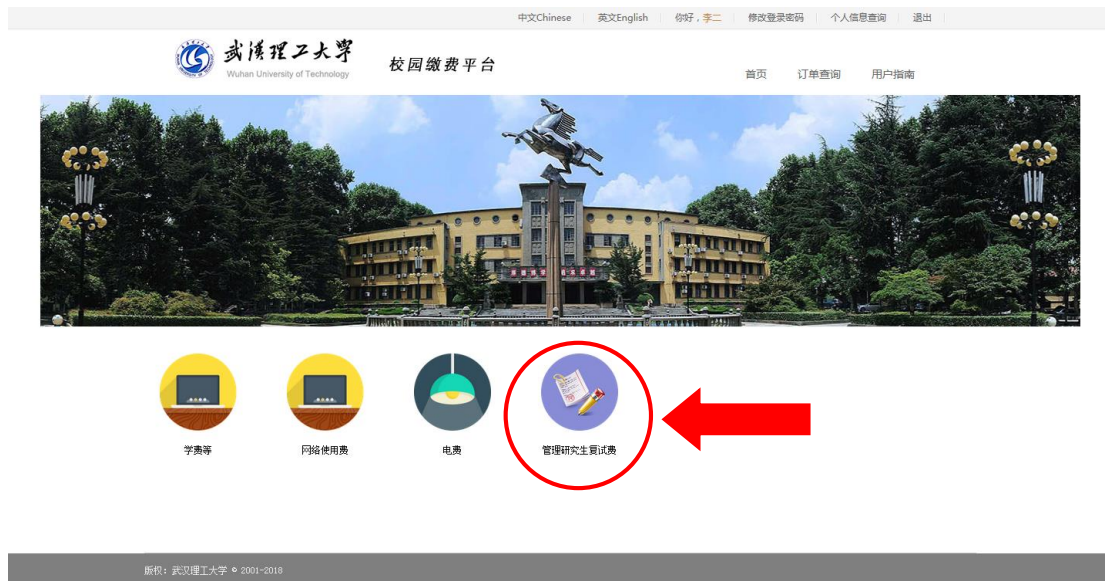 中文Chinese 英文English 你好，李二 修改登录密码 个人信息查询 退出
武汉理工大学
Wuhan University of Technology
校园缴费平台
首页 订单查询 用户指南
学费等 网络使用费 电费 管理研究生复试费
版权：武汉理工大学 © 2001-2018